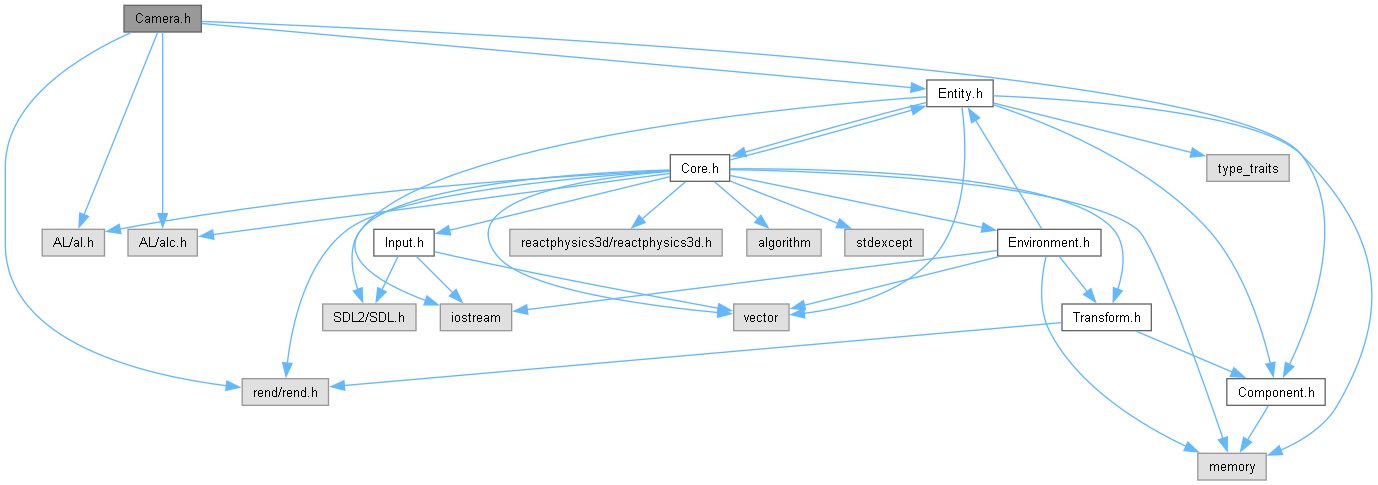 Camera.h
Entity.h
Core.h
type_traits
AL/al.h
AL/alc.h
Input.h
reactphysics3d/reactphysics3d.h
algorithm
stdexcept
Environment.h
SDL2/SDL.h
iostream
vector
Transform.h
rend/rend.h
Component.h
memory